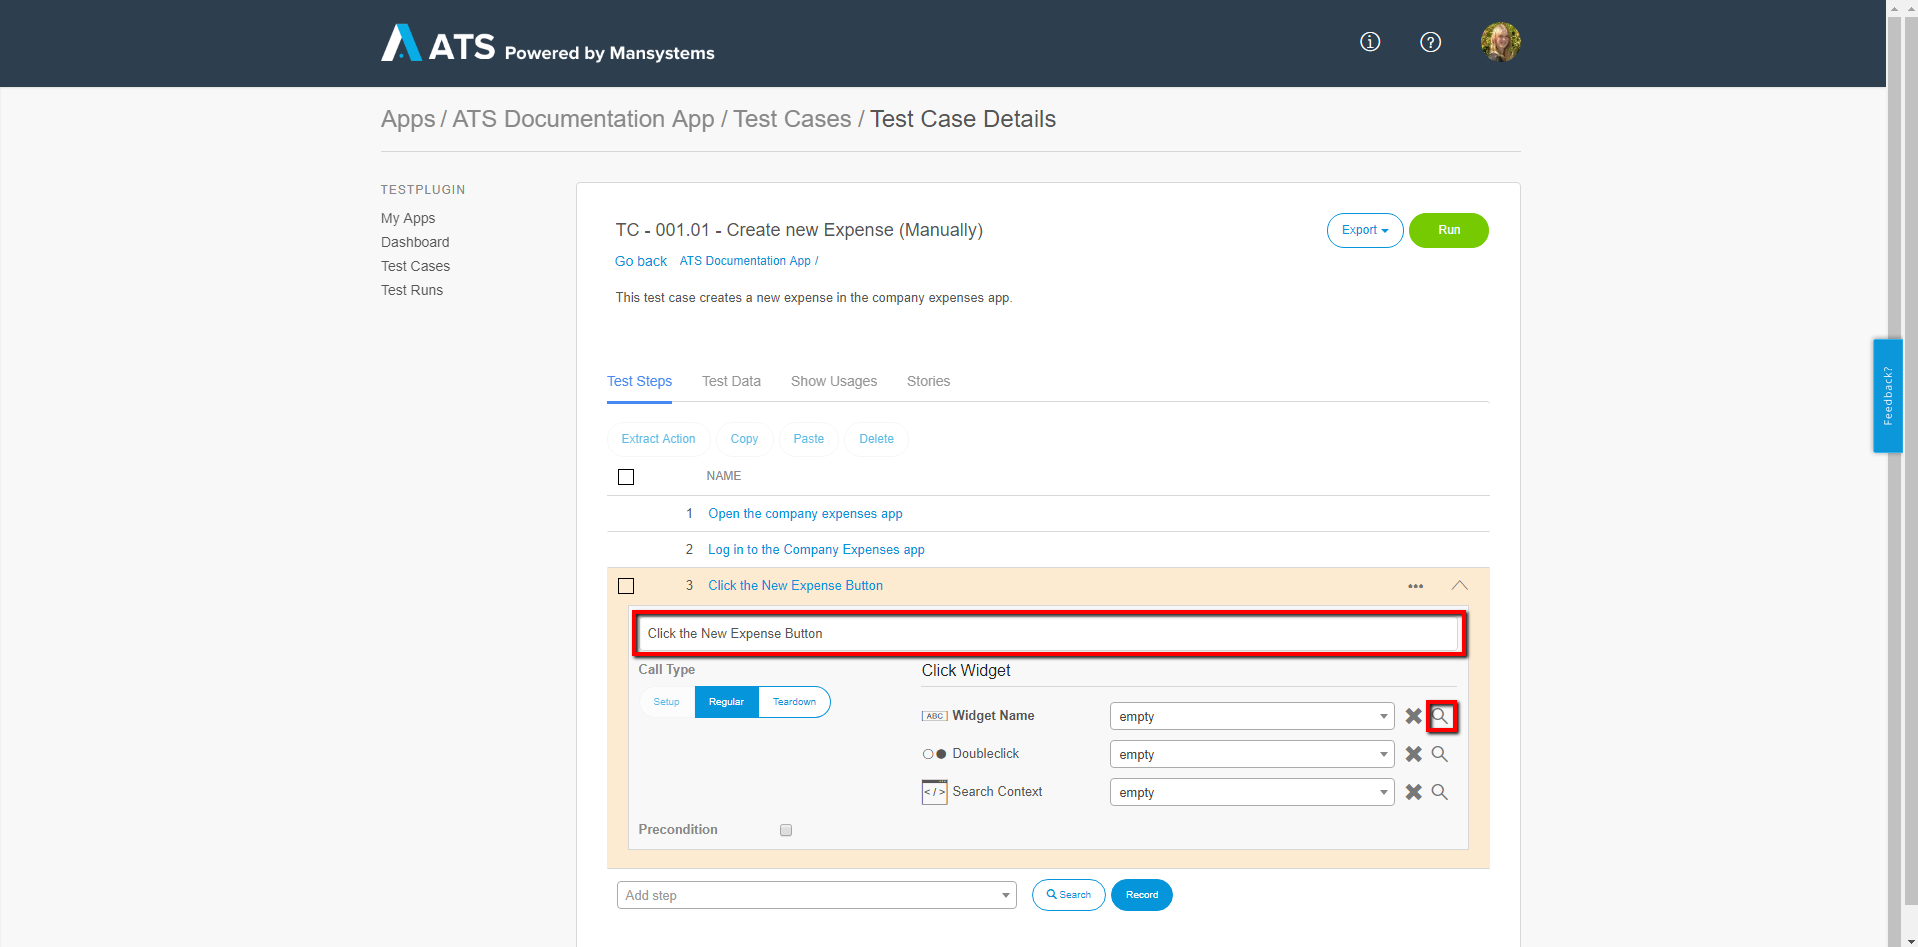 ATS Powered by Mansystems
Apps / ATS Documentation App / Test Cases / Test Case Details
TESTPLUGIN
My Apps
Dashboard
Test Cases
Test Runs
TC - 001.01 - Create new Expense (Manually)
Export
Run
Go back ATS Documentation App /
This test case creates a new expense in the company expenses app.
Test Steps Test Data Show Usages Stories
Extract Action Copy Paste Delete
NAME
1 Open the company expenses app
2 Log in to the Company Expenses app
3 Click the New Expense Button
Click the New Expense Button
Call Type
Setup Regular Teardown
Click Widget
ABC Widget Name empty
Doubleclick empty
</> Search Context empty
Precondition
Add step Search Record
Feedback?